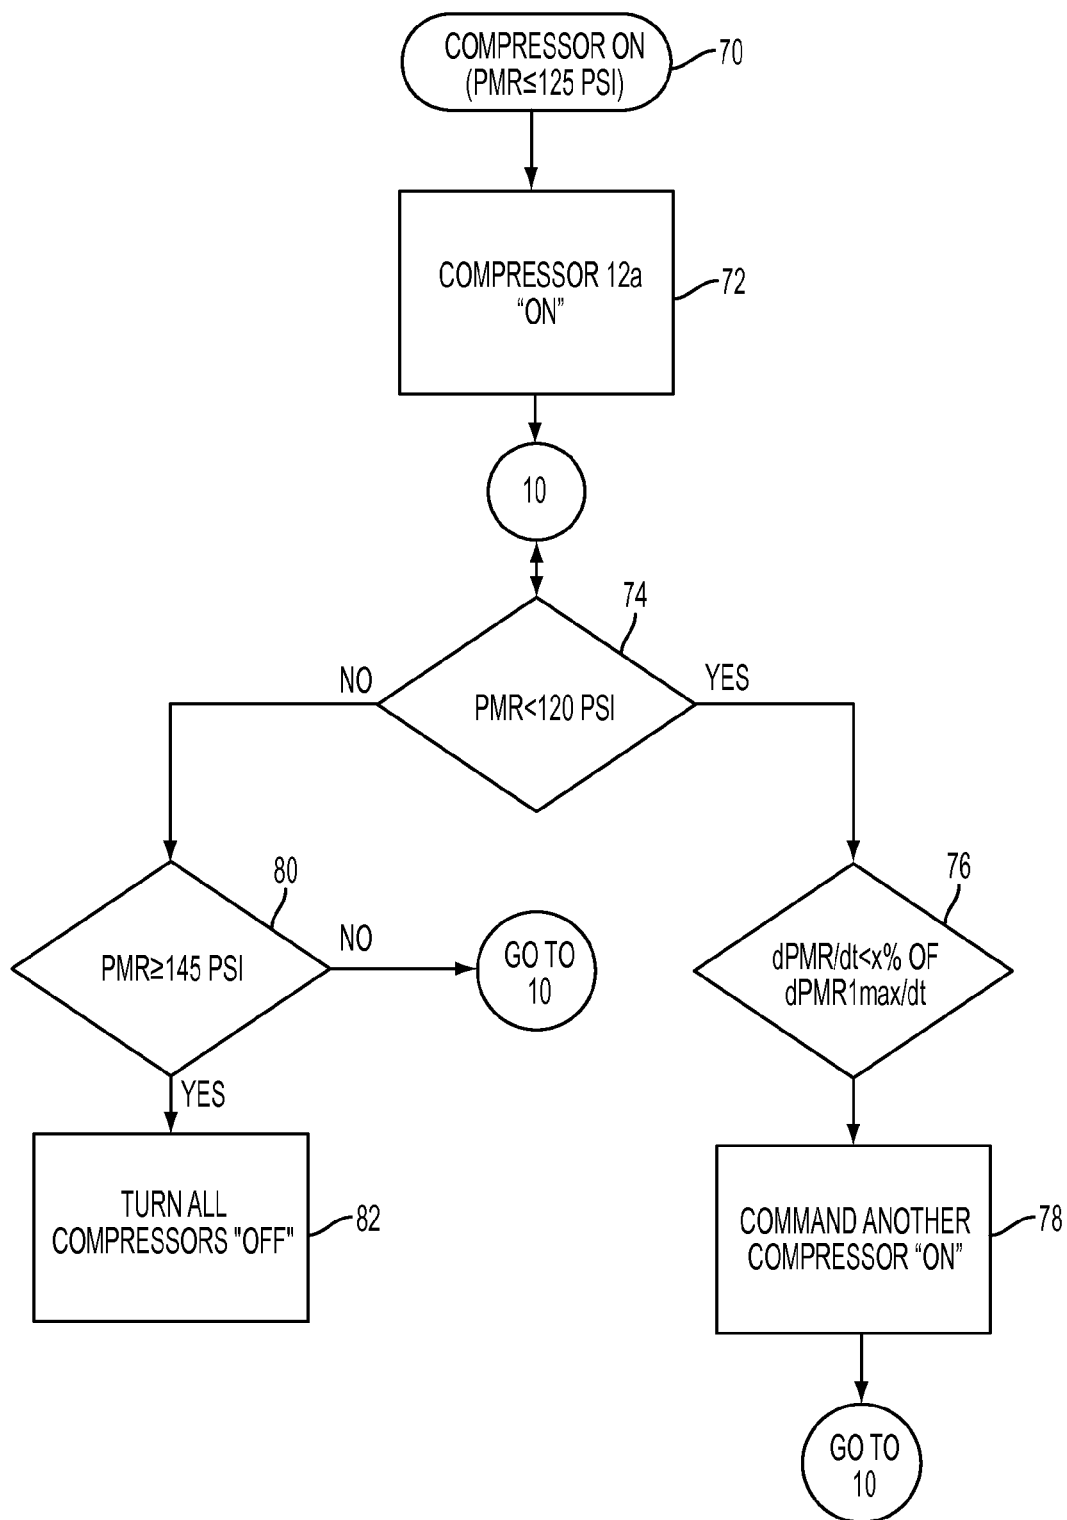 COMPRESSOR ON
(PMR≤125 PSI)
70
COMPRESSOR 12a
“ON”
72
10
74
NO
YES
PMR<120 PSI
80
76
PMR≥145 PSI
NO
GO TO
10
dPMR/dt<x% OF
dPMR1max/dt
YES
TURN ALL
COMPRESSORS "OFF"
82
COMMAND ANOTHER
COMPRESSOR “ON”
78
GO TO
10